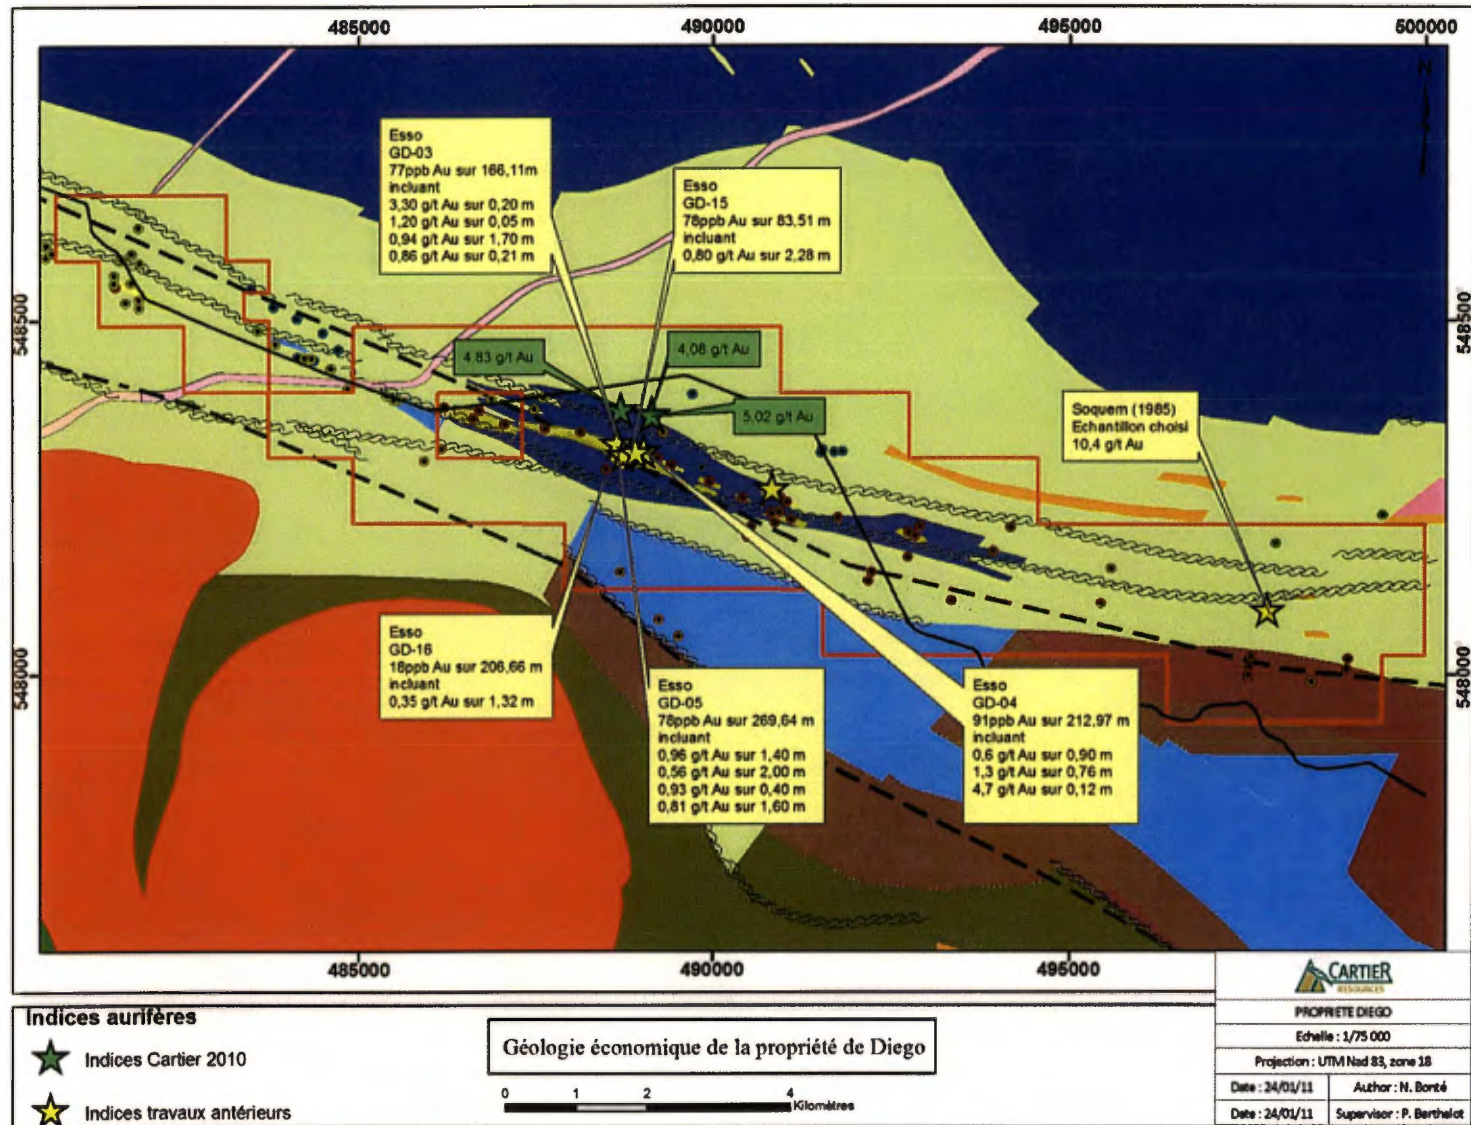 485000 490000 495000 500000
N
548500
548500
548000
548000
Esso
GD-03
77ppb Au sur 166,11m
incluant
3,30 g/t Au sur 0,20 m
1,20 g/t Au sur 0,05 m
0,94 g/t Au sur 1,70 m
0,86 g/t Au sur 0,21 m
Esso
GD-15
78ppb Au sur 83,51 m
incluant
0,80 g/t Au sur 2,28 m
4,83 g/t Au
4,08 g/t Au
5,02 g/t Au
Soquem (1985)
Echantillon choisi
10,4 g/t Au
Esso
GD-16
18ppb Au sur 206,66 m
incluant
0,35 g/t Au sur 1,32 m
Esso
GD-05
78ppb Au sur 269,64 m
incluant
0,96 g/t Au sur 1,40 m
0,56 g/t Au sur 2,00 m
0,93 g/t Au sur 0,40 m
0,81 g/t Au sur 1,60 m
Esso
GD-04
91ppb Au sur 212,97 m
incluant
0,6 g/t Au sur 0,90 m
1,3 g/t Au sur 0,76 m
4,7 g/t Au sur 0,12 m
485000 490000 495000
Indices aurifères
Indices Cartier 2010
Indices travaux antérieurs
Géologie économique de la propriété de Diego
0 1 2 4
Kilomètres
CARTIER
RESOURCES
PROPRIETE DIEGO
Echelle : 1/75 000
Projection : UTM Nad 83, zone 18
Date : 24/01/11 Author : N. Bonté
Date : 24/01/11 Supervisor : P. Berthelot